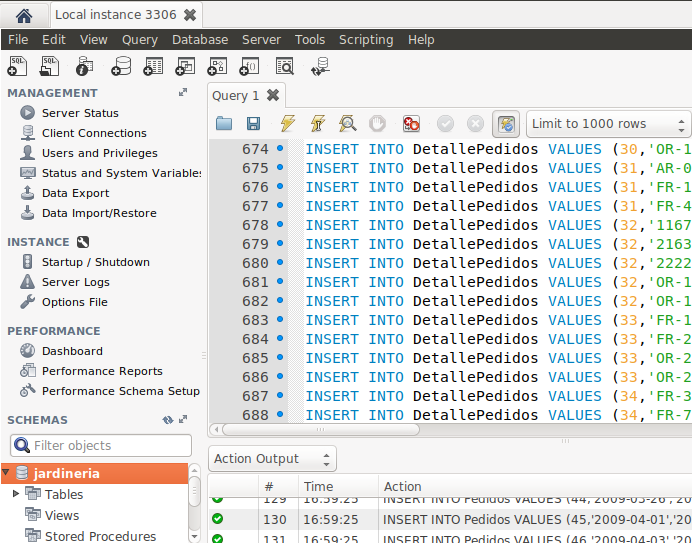 Local instance 3306
File Edit View Query Database Server Tools Scripting Help
MANAGEMENT
Server Status
Client Connections
Users and Privileges
Status and System Variables
Data Export
Data Import/Restore
INSTANCE
Startup / Shutdown
Server Logs
Options File
PERFORMANCE
Dashboard
Performance Reports
Performance Schema Setup
SCHEMAS
Filter objects
jardineria
Tables
Views
Stored Procedures
Query 1
Limit to 1000 rows
674 INSERT INTO DetallePedidos VALUES (30,'OR-1
675 INSERT INTO DetallePedidos VALUES (31,'AR-0
676 INSERT INTO DetallePedidos VALUES (31,'FR-1
677 INSERT INTO DetallePedidos VALUES (31,'FR-4
678 INSERT INTO DetallePedidos VALUES (32,'1167
679 INSERT INTO DetallePedidos VALUES (32,'2163
680 INSERT INTO DetallePedidos VALUES (32,'2222
681 INSERT INTO DetallePedidos VALUES (32,'OR-1
682 INSERT INTO DetallePedidos VALUES (32,'OR-1
683 INSERT INTO DetallePedidos VALUES (33,'FR-1
684 INSERT INTO DetallePedidos VALUES (33,'FR-2
685 INSERT INTO DetallePedidos VALUES (33,'OR-2
686 INSERT INTO DetallePedidos VALUES (33,'OR-2
687 INSERT INTO DetallePedidos VALUES (34,'FR-3
688 INSERT INTO DetallePedidos VALUES (34,'FR-7
Action Output
# Time Action
129 16:59:25 INSERT INTO Pedidos VALUES (44,'2009-03-26','20
130 16:59:25 INSERT INTO Pedidos VALUES (45,'2009-04-01','20
131 16:59:25 INSERT INTO Pedidos VALUES (46,'2009-04-03','20